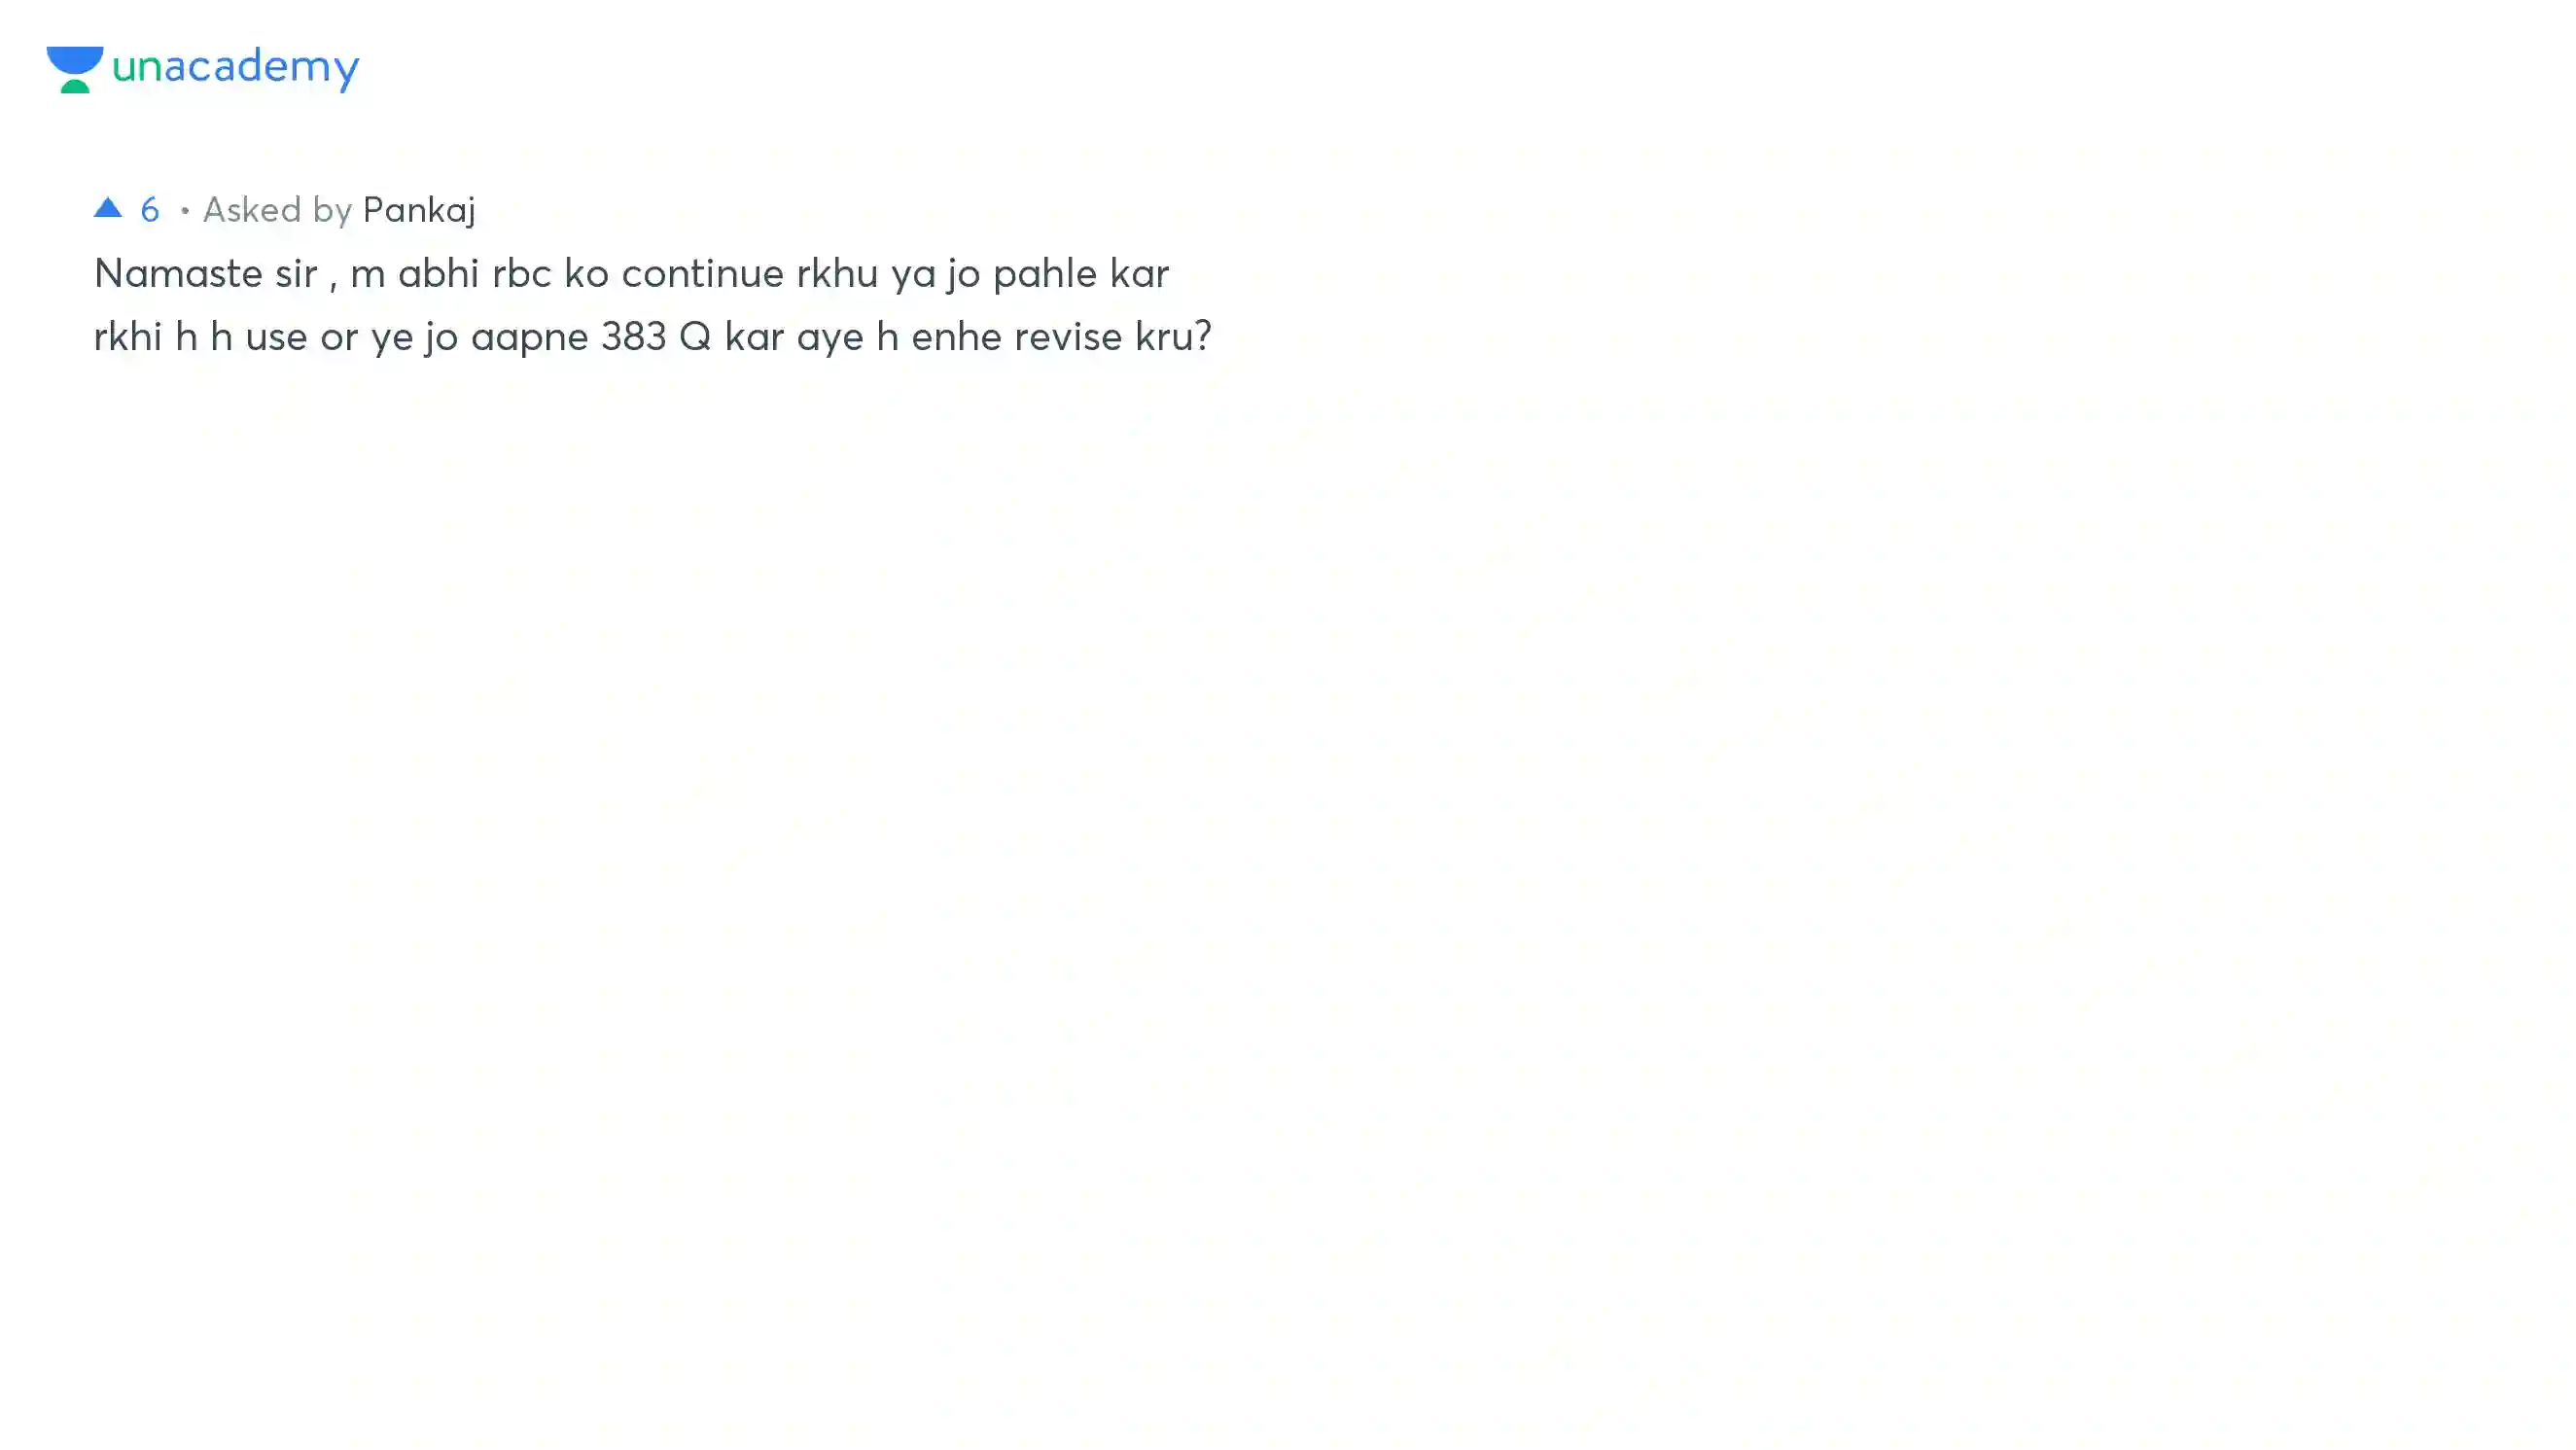 unacademy
▲ 6 • Asked by Pankaj
Namaste sir , m abhi rbc ko continue rkhu ya jo pahle kar
rkhi h h use or ye jo aapne 383 Q kar aye h enhe revise kru?